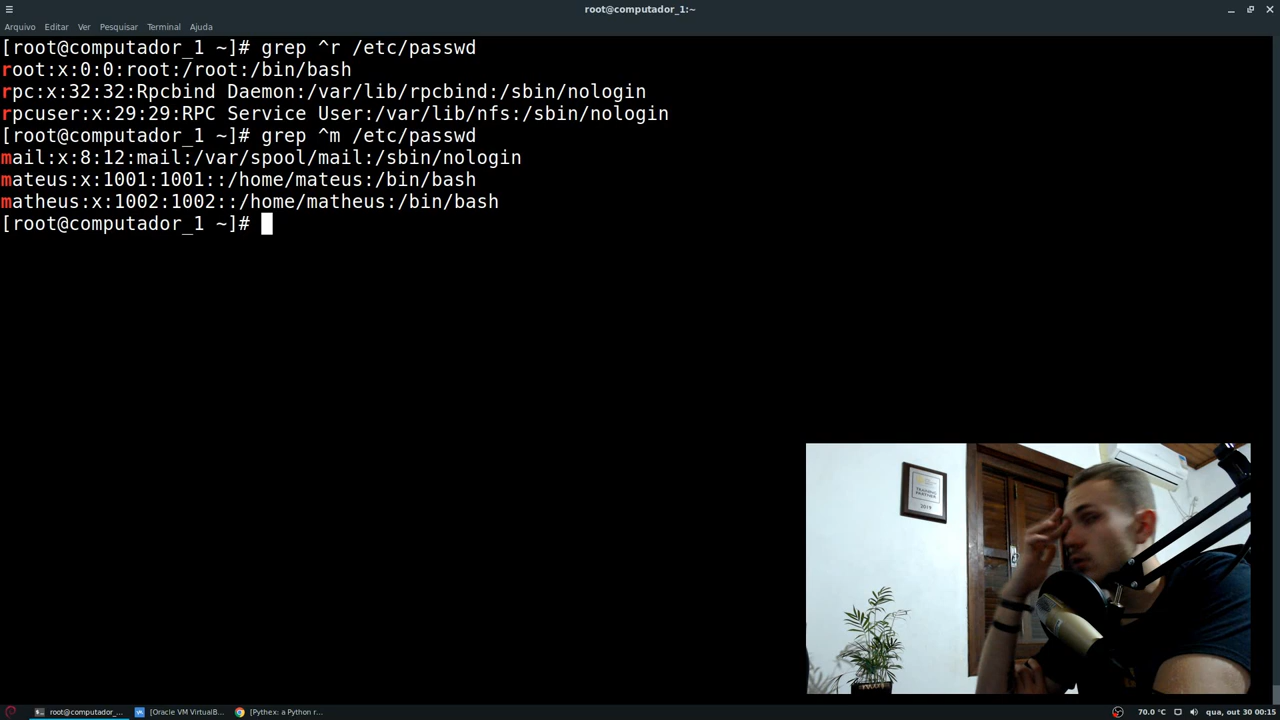 root@computador_1:~
Arquivo Editar Ver Pesquisar Terminal Ajuda
[root@computador_1 ~]# grep ^r /etc/passwd
root:x:0:0:root:/root:/bin/bash
rpc:x:32:32:Rpcbind Daemon:/var/lib/rpcbind:/sbin/nologin
rpcuser:x:29:29:RPC Service User:/var/lib/nfs:/sbin/nologin
[root@computador_1 ~]# grep ^m /etc/passwd
mail:x:8:12:mail:/var/spool/mail:/sbin/nologin
mateus:x:1001:1001::/home/mateus:/bin/bash
matheus:x:1002:1002::/home/matheus:/bin/bash
[root@computador_1 ~]#
TRAINING
PARTNER
2019
root@computador_... [Oracle VM VirtualB... [Pythex: a Python r... 70.0 °C qua, out 30 00:15